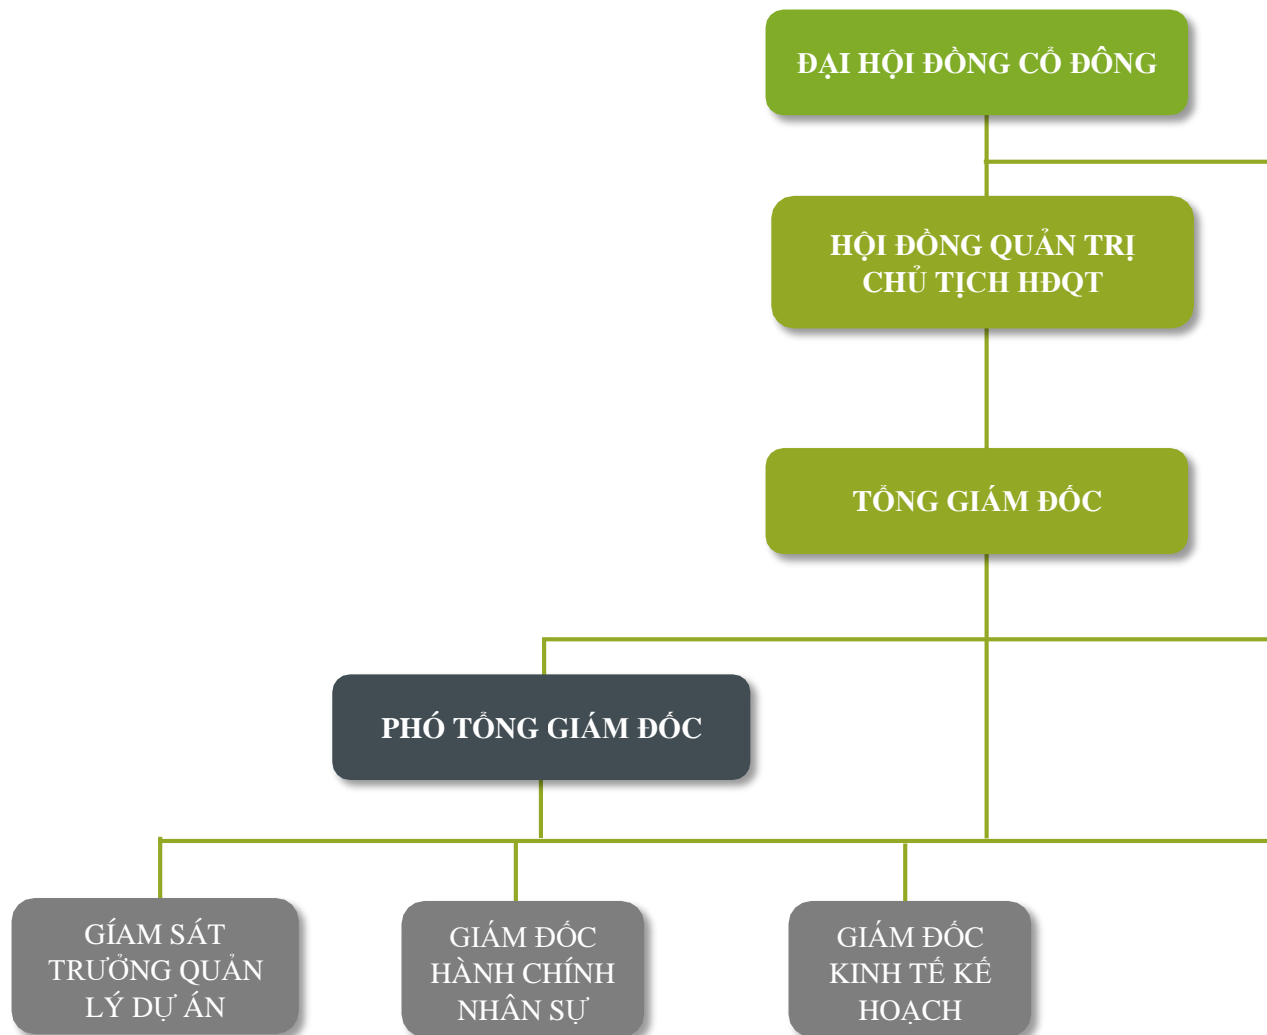 ĐẠI HỘI ĐỒNG CỔ ĐÔNG
HỘI ĐỒNG QUẢN TRỊ
CHỦ TỊCH HĐQT
TỔNG GIÁM ĐỐC
PHÓ TỔNG GIÁM ĐỐC
GÍAM SÁT
TRƯỞNG QUẢN
LÝ DỰ ÁN
GIÁM ĐỐC
HÀNH CHÍNH
NHÂN SỰ
GIÁM ĐỐC
KINH TẾ KẾ
HOẠCH